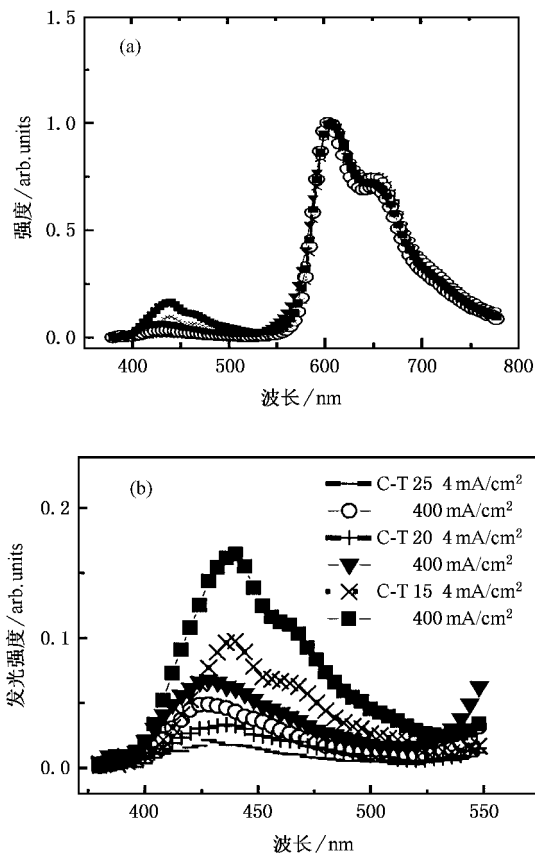 (a)
1.5
1.0
0.5
0.0
强度/arb.units
400 500 600 700 800
波长/nm
(b)
0.2
0.1
0.0
发光强度/arb.units
C-T 25 4 mA/cm²
400 mA/cm²
C-T 20 4 mA/cm²
400 mA/cm²
C-T 15 4 mA/cm²
400 mA/cm²
400 450 500 550
波长/nm